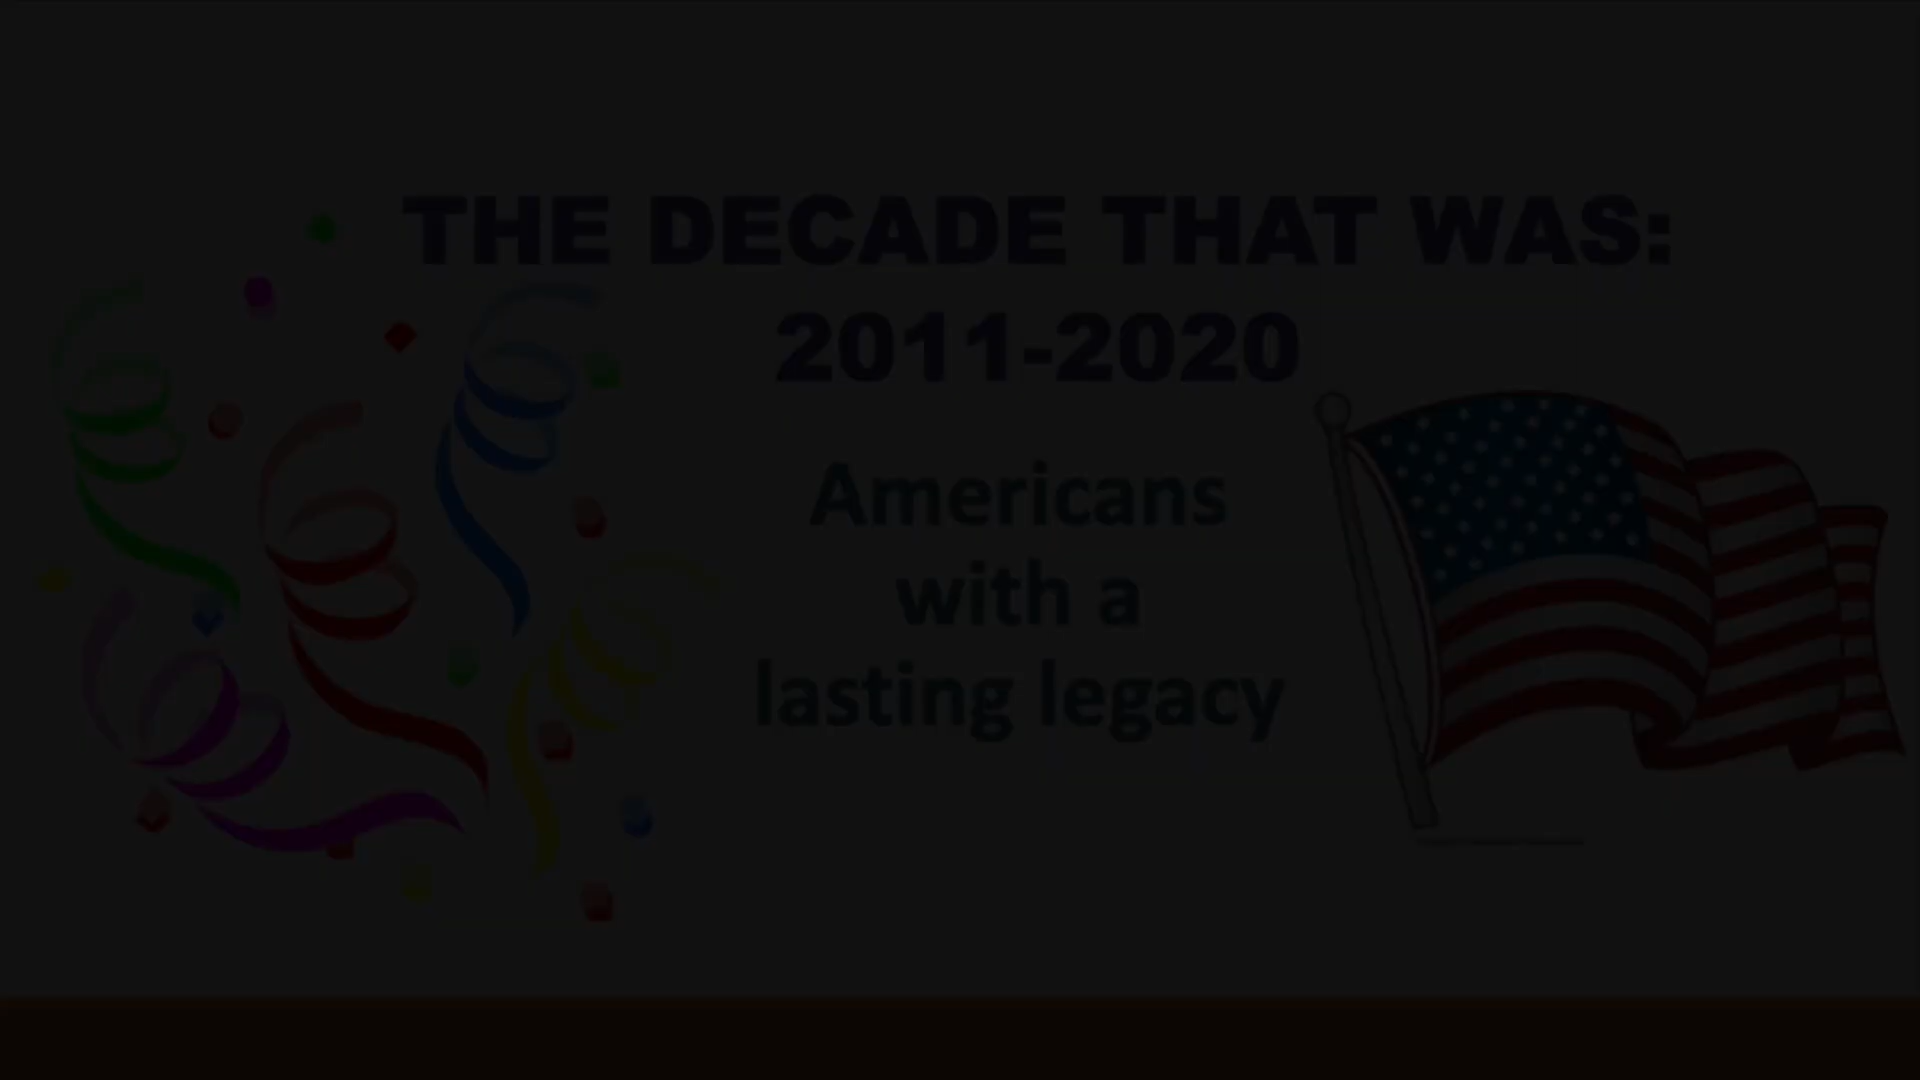 THE DECADE THAT WAS:
2011-2020
Americans
with a
lasting legacy